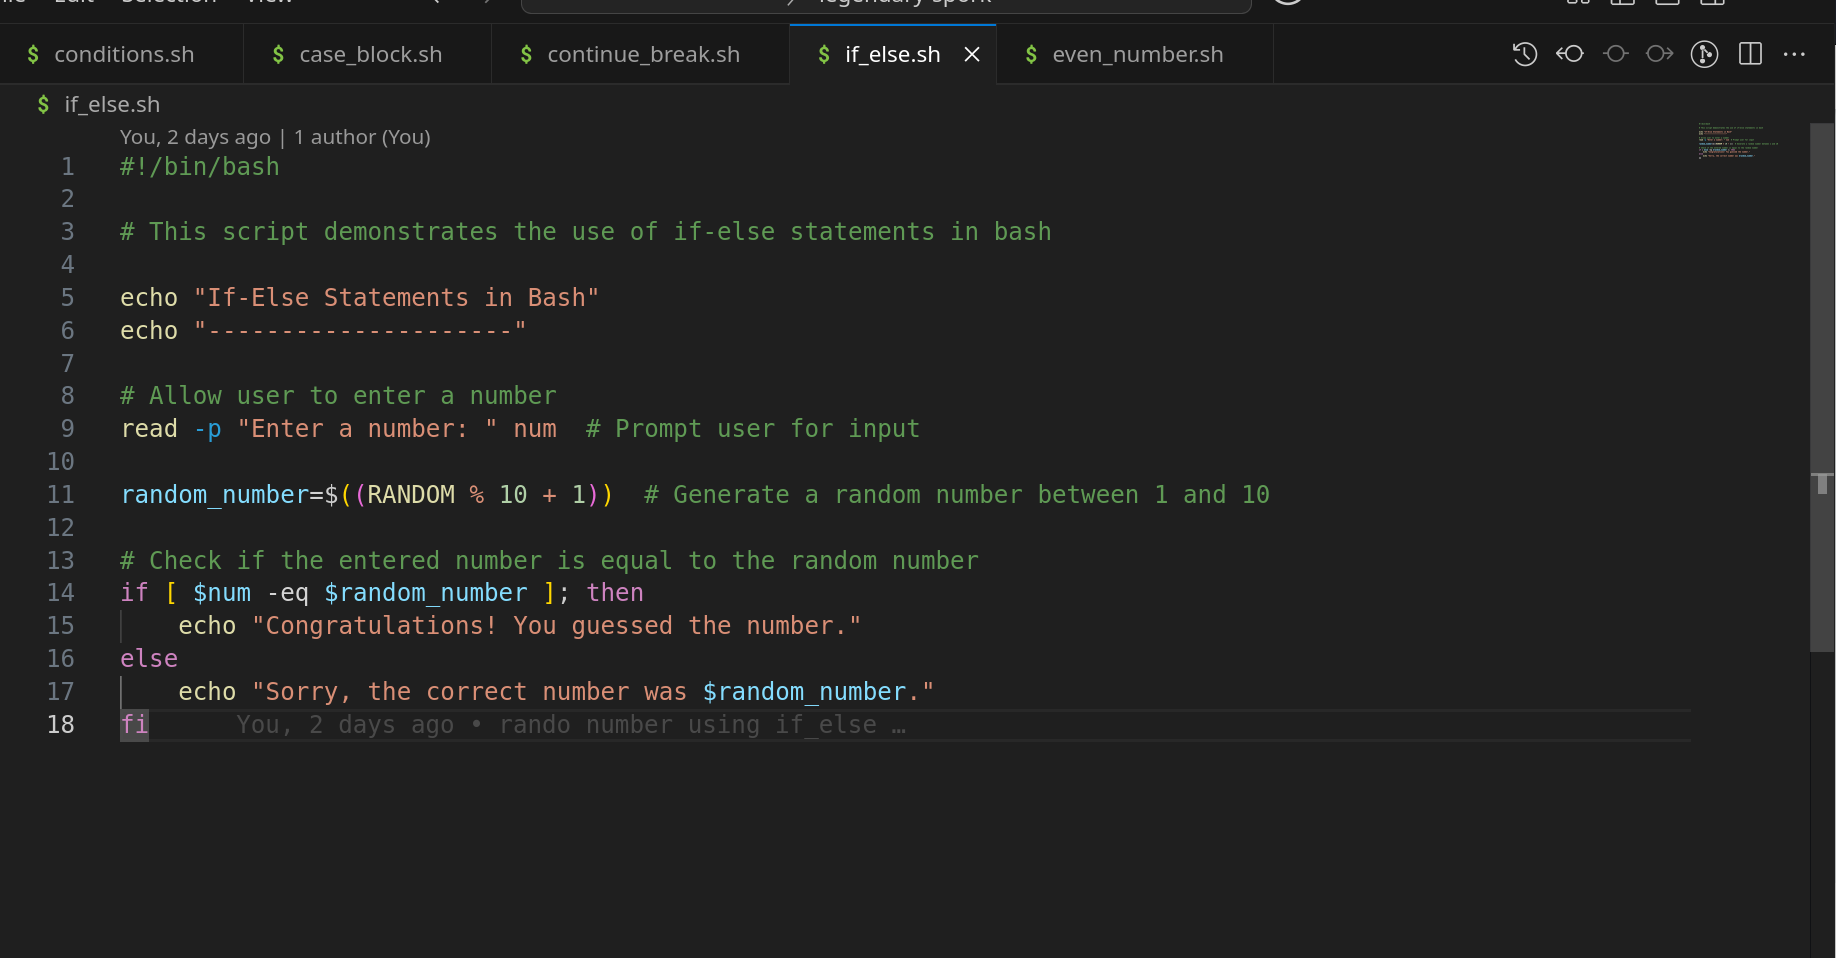 Edit Selection View legendary-spork
$ conditions.sh $ case_block.sh $ continue_break.sh $ if_else.sh $ even_number.sh
$ if_else.sh
You, 2 days ago | 1 author (You)
1 #!/bin/bash
2
3 # This script demonstrates the use of if-else statements in bash
4
5 echo "If-Else Statements in Bash"
6 echo "---------------------"
7
8 # Allow user to enter a number
9 read -p "Enter a number: " num  # Prompt user for input
10
11 random_number=$((RANDOM % 10 + 1))  # Generate a random number between 1 and 10
12
13 # Check if the entered number is equal to the random number
14 if [ $num -eq $random_number ]; then
15     echo "Congratulations! You guessed the number."
16 else
17     echo "Sorry, the correct number was $random_number."
18 fi      You, 2 days ago • rando number using if_else …